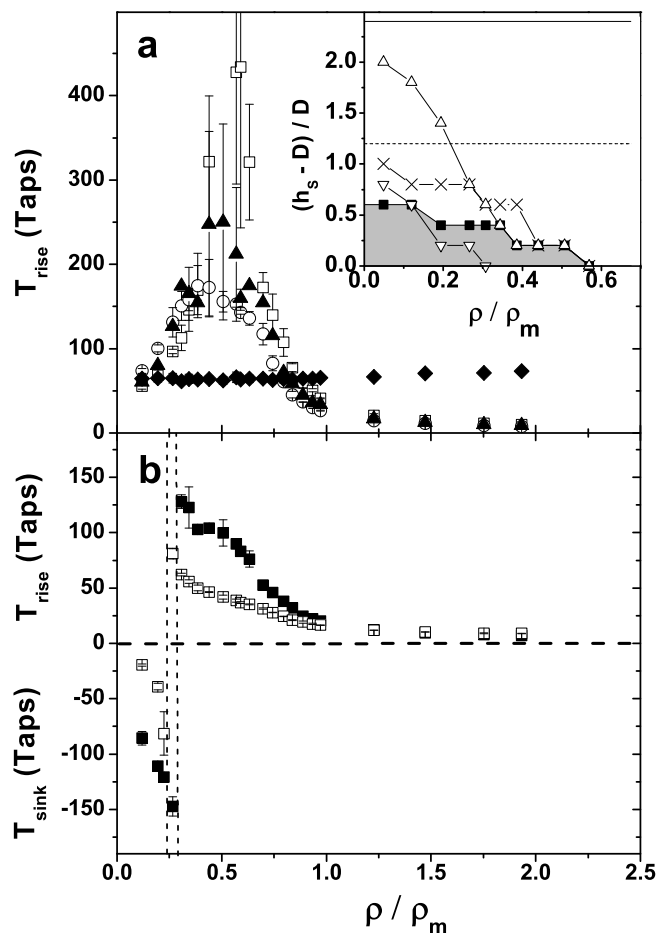 a
400
300
200
100
0
T_rise (Taps)
2.0
1.5
1.0
0.5
0.0
(h_s - D) / D
0.0 0.2 0.4 0.6
ρ / ρ_m
b
150
100
50
0
-50
-100
-150
T_rise (Taps)
T_sink (Taps)
0.0 0.5 1.0 1.5 2.0 2.5
ρ / ρ_m